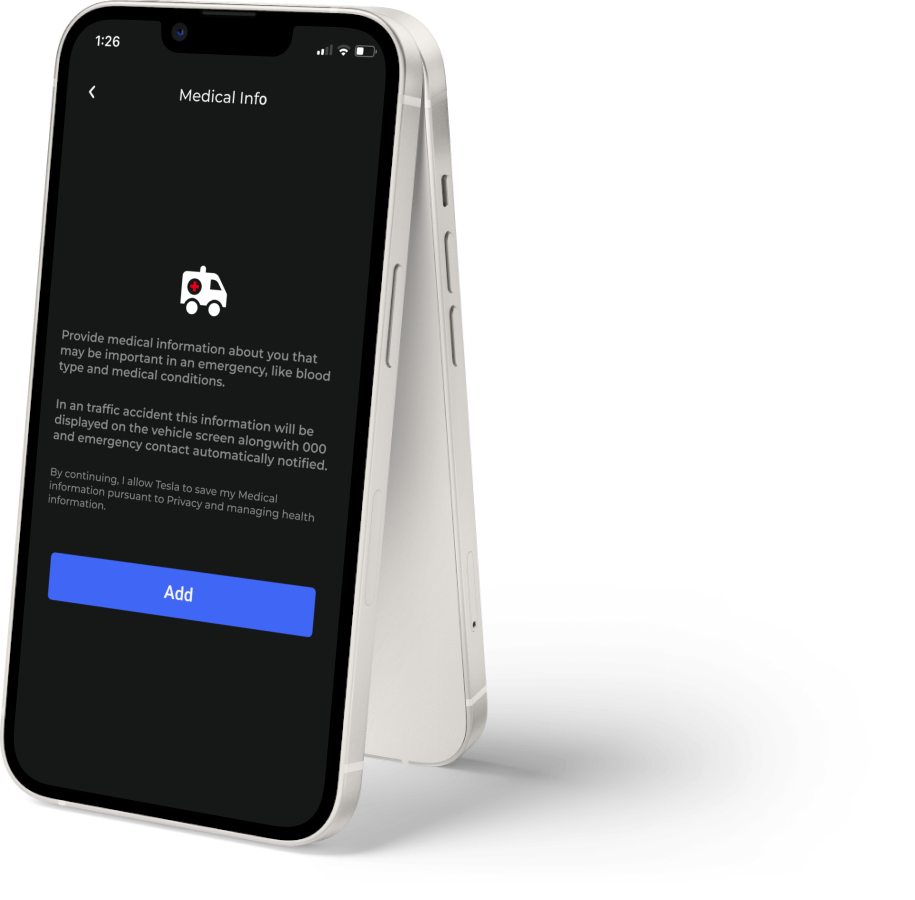 1:26
Medical Info
Provide medical information about you that
may be important in an emergency, like blood
type and medical conditions.
In an traffic accident this information will be
displayed on the vehicle screen alongwith 000
and emergency contact automatically notified.
By continuing, I allow Tesla to save my Medical
information pursuant to Privacy and managing health
information.
Add